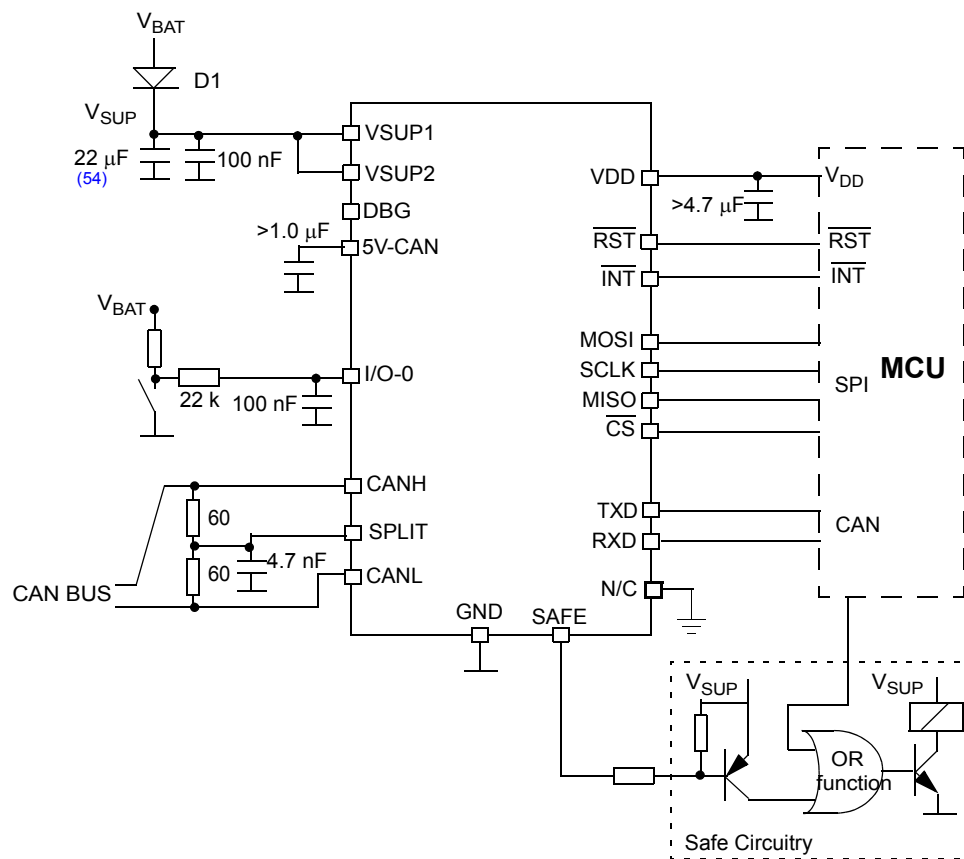 VBAT
D1
VSUP
22 μF
(54)
100 nF
VSUP1
VSUP2
DBG
>1.0 μF
5V-CAN
VBAT
22 k
100 nF
I/O-0
CANH
60
SPLIT
4.7 nF
60
CANL
CAN BUS
GND
SAFE
VDD
>4.7 μF
VDD
RST
RST
INT
INT
MOSI
SCLK
MISO
CS
SPI
MCU
TXD
RXD
CAN
N/C
VSUP
VSUP
OR
function
Safe Circuitry